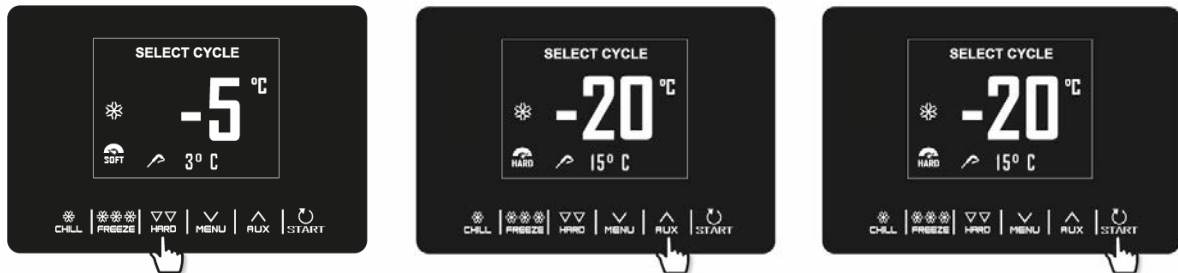 SELECT CYCLE
-5 °C
SOFT 3° C
CHILL FREEZE HARD MENU AUX START
SELECT CYCLE
-20 °C
HARD 15° C
CHILL FREEZE HARD MENU AUX START
SELECT CYCLE
-20 °C
HARD 15° C
CHILL FREEZE HARD MENU AUX START